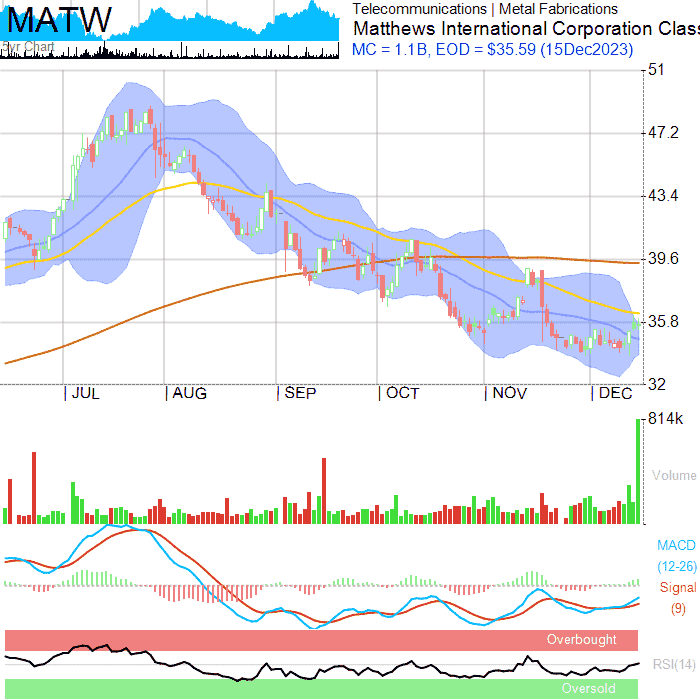 MATW
5yr Chart
Telecommunications | Metal Fabrications
Matthews International Corporation Clas
MC = 1.1B, EOD = $35.59 (15Dec2023)
51
47.2
43.4
39.6
35.8
32
JUL AUG SEP OCT NOV DEC
814k
Volume
MACD
(12-26)
Signal
(9)
Overbought
RSI(14)
Oversold